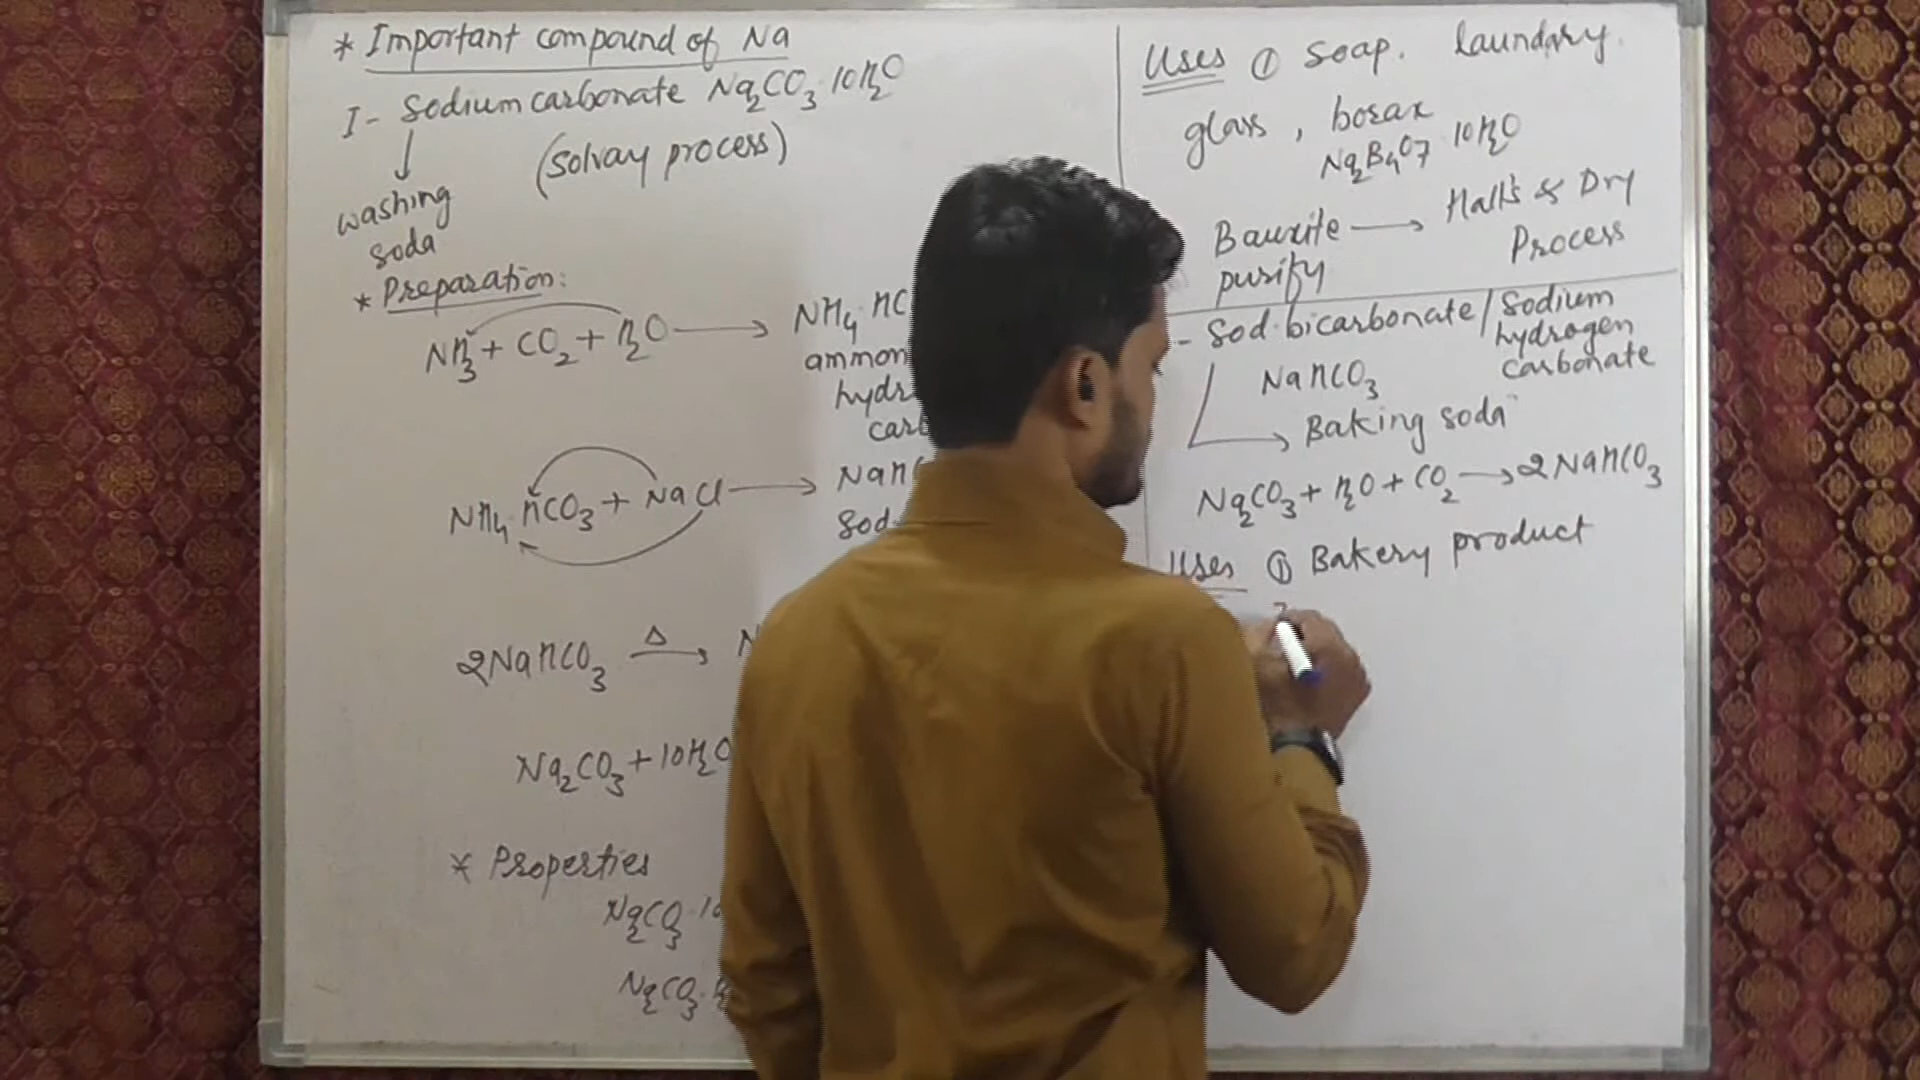 * Important compound of Na
I - Sodium carbonate Na₂CO₃·10H₂O
(Solvay process)
washing
soda
* Preparation:
NH₃ + CO₂ + H₂O → NH₄·HC
ammon
hydr
carb
NH₄·HCO₃ + NaCl → NaH
Sod
2NaHCO₃ Δ→ N
Na₂CO₃ + 10H₂O
* Properties
Na₂CO₃·10
Na₂CO₃·H
Uses ① Soap. laundary.
glass, borax
Na₂B₄O₇ 10H₂O
Bauxite → Hall's & Dry
purify Process
- Sod. bicarbonate / Sodium
hydrogen
carbonate
NaHCO₃
→ Baking soda
Na₂CO₃ + H₂O + CO₂ → 2NaHCO₃
Uses ① Bakery product